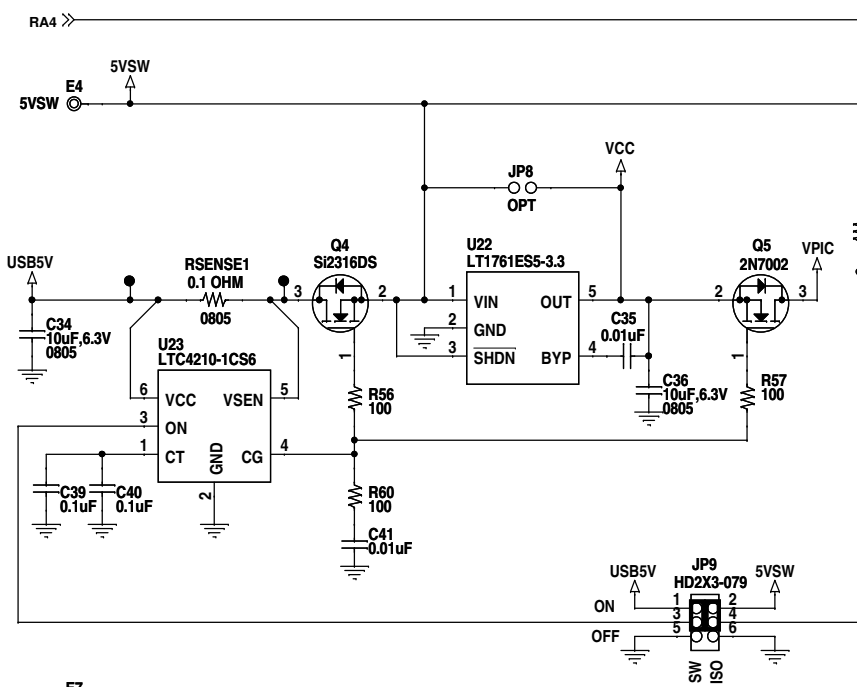 RA4
5VSW
E4
5VSW
VCC
JP8
OPT
USB5V
RSENSE1
0.1 OHM
0805
Q4
Si2316DS
3
2
1
U22
LT1761ES5-3.3
1
VIN
OUT
5
2
GND
3
SHDN
BYP
4
C35
0.01uF
Q5
2N7002
2
3
1
VPIC
C34
10uF,6.3V
0805
U23
LTC4210-1CS6
6
VCC
VSEN
5
3
ON
1
CT
GND
CG
4
2
R56
100
C36
10uF,6.3V
0805
R57
100
C39
0.1uF
C40
0.1uF
R60
100
C41
0.01uF
JP9
HD2X3-079
USB5V
5VSW
ON
1
2
3
4
OFF
5
6
SW
ISO